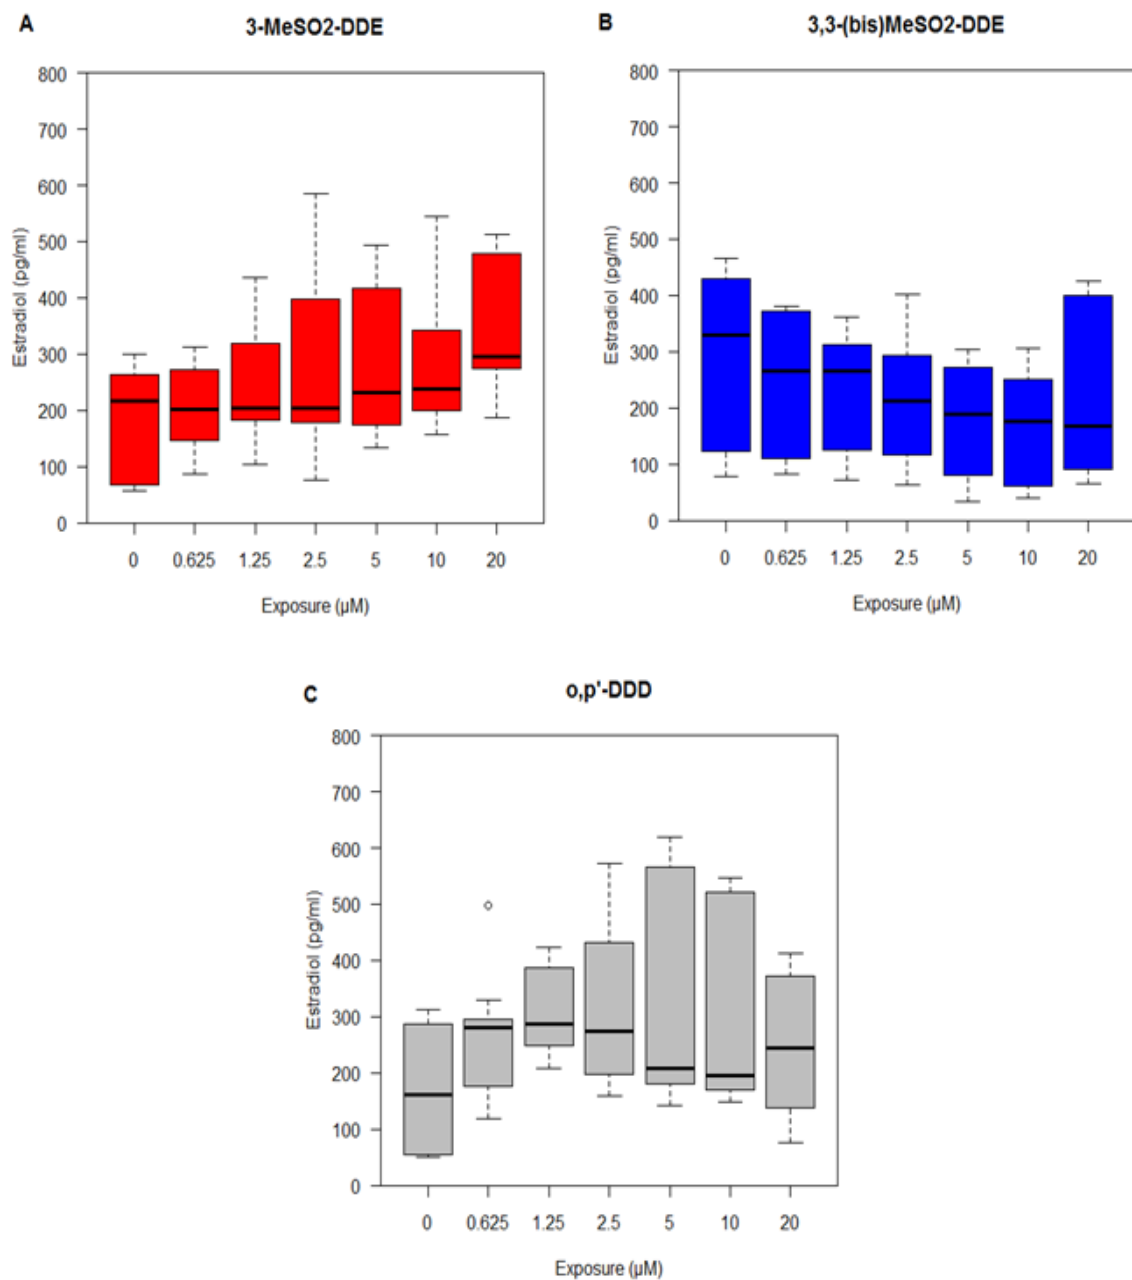 A
3-MeSO2-DDE
800
700
600
500
400
300
200
100
0
Estradiol (pg/ml)
0 0.625 1.25 2.5 5 10 20
Exposure (µM)
B
3,3-(bis)MeSO2-DDE
800
700
600
500
400
300
200
100
0
Estradiol (pg/ml)
0 0.625 1.25 2.5 5 10 20
Exposure (µM)
C
o,p'-DDD
800
700
600
500
400
300
200
100
0
Estradiol (pg/ml)
0 0.625 1.25 2.5 5 10 20
Exposure (µM)